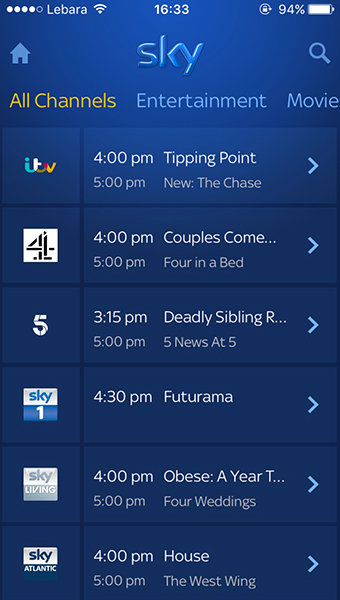 Lebara 16:33 94%
sky
All Channels Entertainment Movie
itv 4:00 pm Tipping Point
5:00 pm New: The Chase
4 4:00 pm Couples Come...
5:00 pm Four in a Bed
5 3:15 pm Deadly Sibling R...
5:00 pm 5 News At 5
sky 1 4:30 pm Futurama
sky LIVING 4:00 pm Obese: A Year T...
5:00 pm Four Weddings
sky ATLANTIC 4:00 pm House
5:00 pm The West Wing